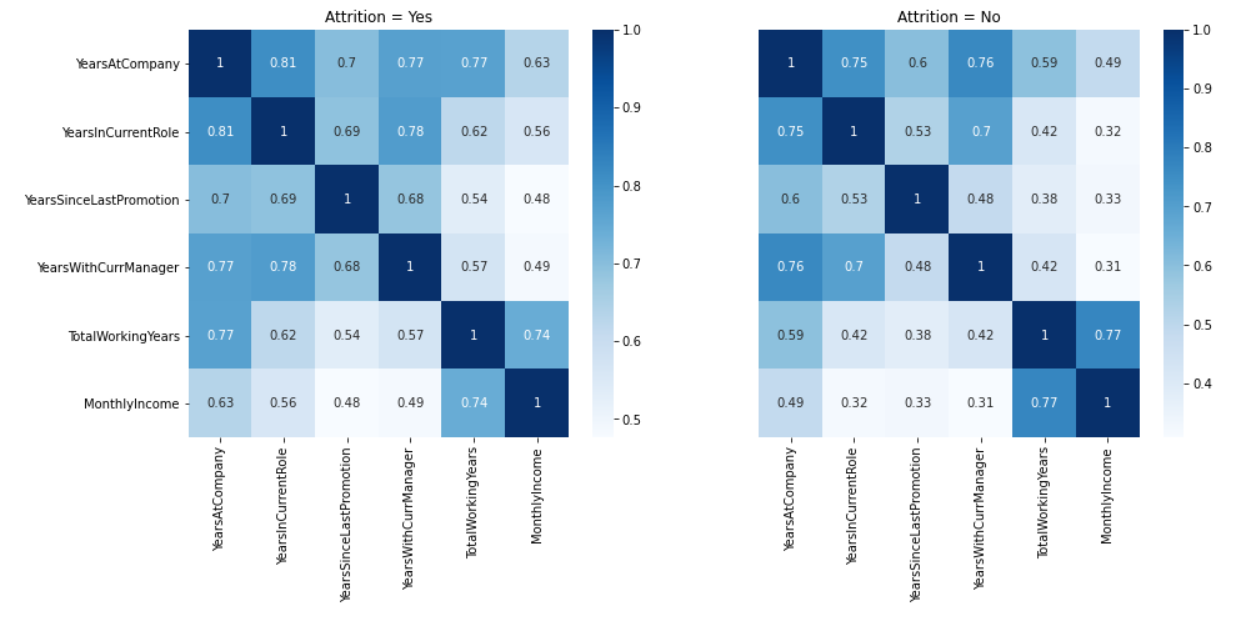 Attrition = Yes
YearsAtCompany 1 0.81 0.7 0.77 0.77 0.63
YearsInCurrentRole 0.81 1 0.69 0.78 0.62 0.56
YearsSinceLastPromotion 0.7 0.69 1 0.68 0.54 0.48
YearsWithCurrManager 0.77 0.78 0.68 1 0.57 0.49
TotalWorkingYears 0.77 0.62 0.54 0.57 1 0.74
MonthlyIncome 0.63 0.56 0.48 0.49 0.74 1
YearsAtCompany
YearsInCurrentRole
YearsSinceLastPromotion
YearsWithCurrManager
TotalWorkingYears
MonthlyIncome
1.0
0.9
0.8
0.7
0.6
0.5
Attrition = No
1 0.75 0.6 0.76 0.59 0.49
0.75 1 0.53 0.7 0.42 0.32
0.6 0.53 1 0.48 0.38 0.33
0.76 0.7 0.48 1 0.42 0.31
0.59 0.42 0.38 0.42 1 0.77
0.49 0.32 0.33 0.31 0.77 1
YearsAtCompany
YearsInCurrentRole
YearsSinceLastPromotion
YearsWithCurrManager
TotalWorkingYears
MonthlyIncome
1.0
0.9
0.8
0.7
0.6
0.5
0.4